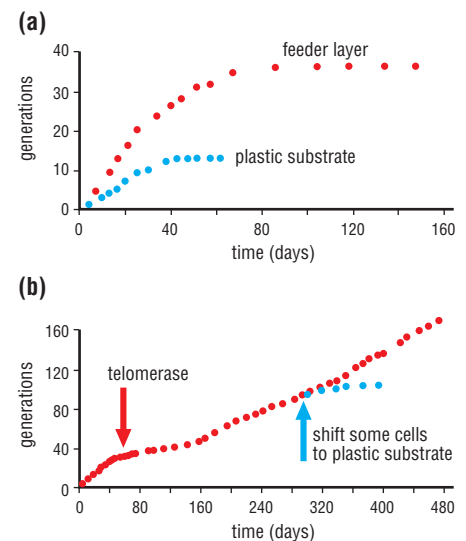 (a)
generations
40
30
20
10
0
feeder layer
plastic substrate
0 40 80 120 160
time (days)
(b)
generations
160
120
80
40
0
telomerase
shift some cells
to plastic substrate
0 80 160 240 320 400 480
time (days)